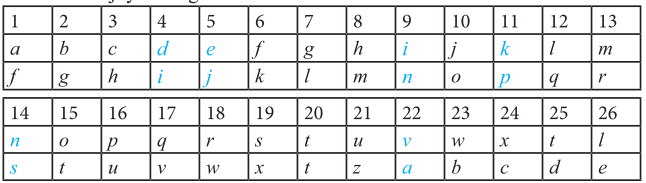 1 2 3 4 5 6 7 8 9 10 11 12 13
a b c d e f g h i j k l m
f g h i j k l m n o p q r
14 15 16 17 18 19 20 21 22 23 24 25 26
n o p q r s t u v w x t l
s t u v w x t z a b c d e